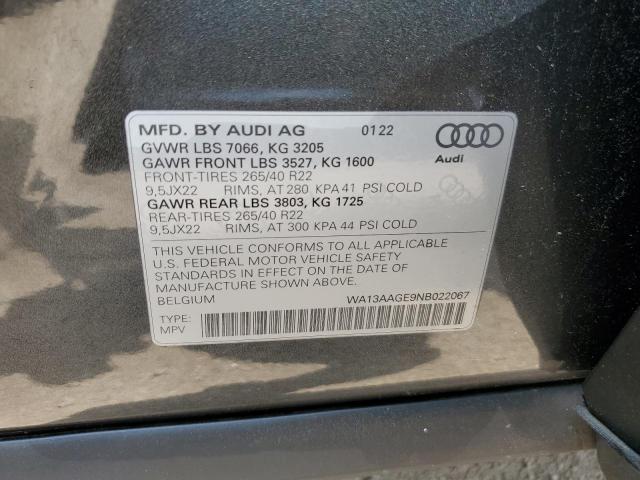 MFD. BY AUDI AG 0122
GVWR LBS 7066, KG 3205
GAWR FRONT LBS 3527, KG 1600
FRONT-TIRES 265/40 R22
9,5JX22 RIMS, AT 280 KPA 41 PSI COLD
GAWR REAR LBS 3803, KG 1725
REAR-TIRES 265/40 R22
9,5JX22 RIMS, AT 300 KPA 44 PSI COLD
Audi
THIS VEHICLE CONFORMS TO ALL APPLICABLE
U.S. FEDERAL MOTOR VEHICLE SAFETY
STANDARDS IN EFFECT ON THE DATE OF
MANUFACTURE SHOWN ABOVE.
BELGIUM WA13AAGE9NB022067
TYPE:
MPV